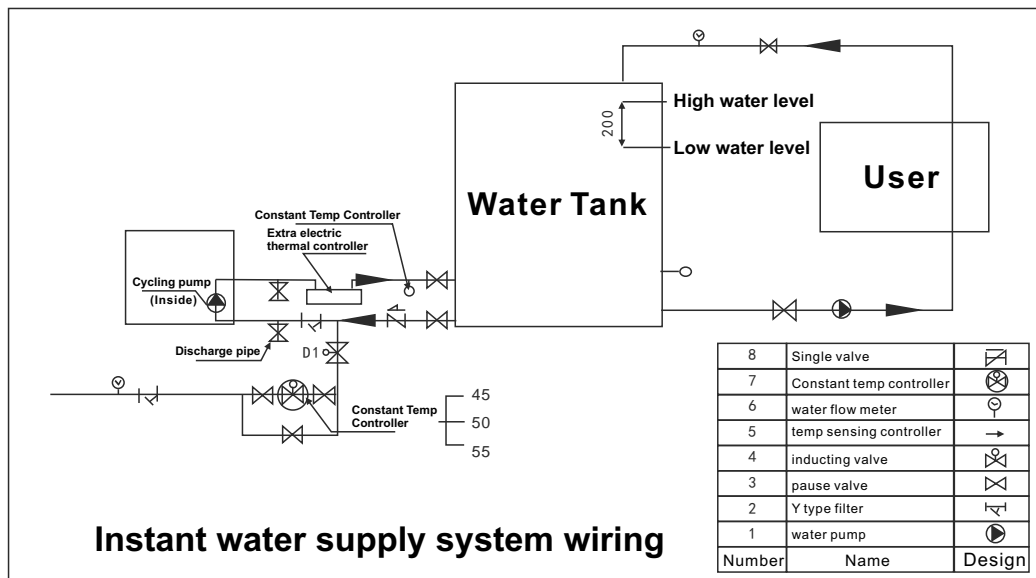 High water level
200
Low water level
User
Water Tank
Constant Temp Controller
Extra electric
thermal controller
Cycling pump
(Inside)
Discharge pipe
D1
Constant Temp
Controller
45
50
55
8 Single valve
7 Constant temp controller
6 water flow meter
5 temp sensing controller
4 inducting valve
3 pause valve
2 Y type filter
1 water pump
Number Name Design
Instant water supply system wiring